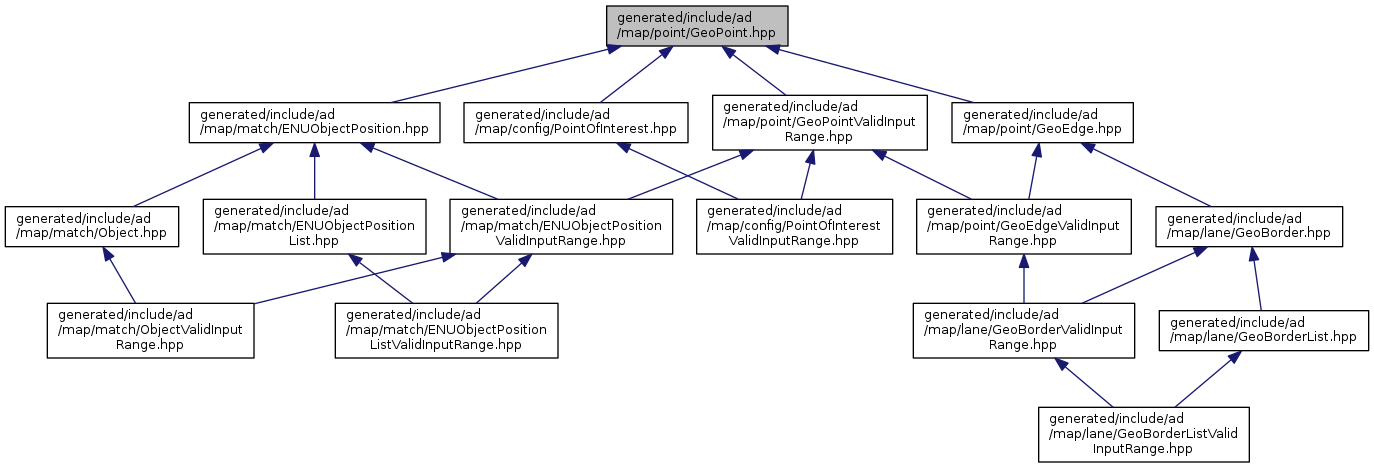 generated/include/ad
/map/point/GeoPoint.hpp
generated/include/ad
/map/match/ENUObjectPosition.hpp
generated/include/ad
/map/config/PointOfInterest.hpp
generated/include/ad
/map/point/GeoPointValidInput
Range.hpp
generated/include/ad
/map/point/GeoEdge.hpp
generated/include/ad
/map/match/Object.hpp
generated/include/ad
/map/match/ENUObjectPosition
List.hpp
generated/include/ad
/map/match/ENUObjectPosition
ValidInputRange.hpp
generated/include/ad
/map/config/PointOfInterest
ValidInputRange.hpp
generated/include/ad
/map/point/GeoEdgeValidInput
Range.hpp
generated/include/ad
/map/lane/GeoBorder.hpp
generated/include/ad
/map/match/ObjectValidInput
Range.hpp
generated/include/ad
/map/match/ENUObjectPosition
ListValidInputRange.hpp
generated/include/ad
/map/lane/GeoBorderValidInput
Range.hpp
generated/include/ad
/map/lane/GeoBorderList.hpp
generated/include/ad
/map/lane/GeoBorderListValid
InputRange.hpp